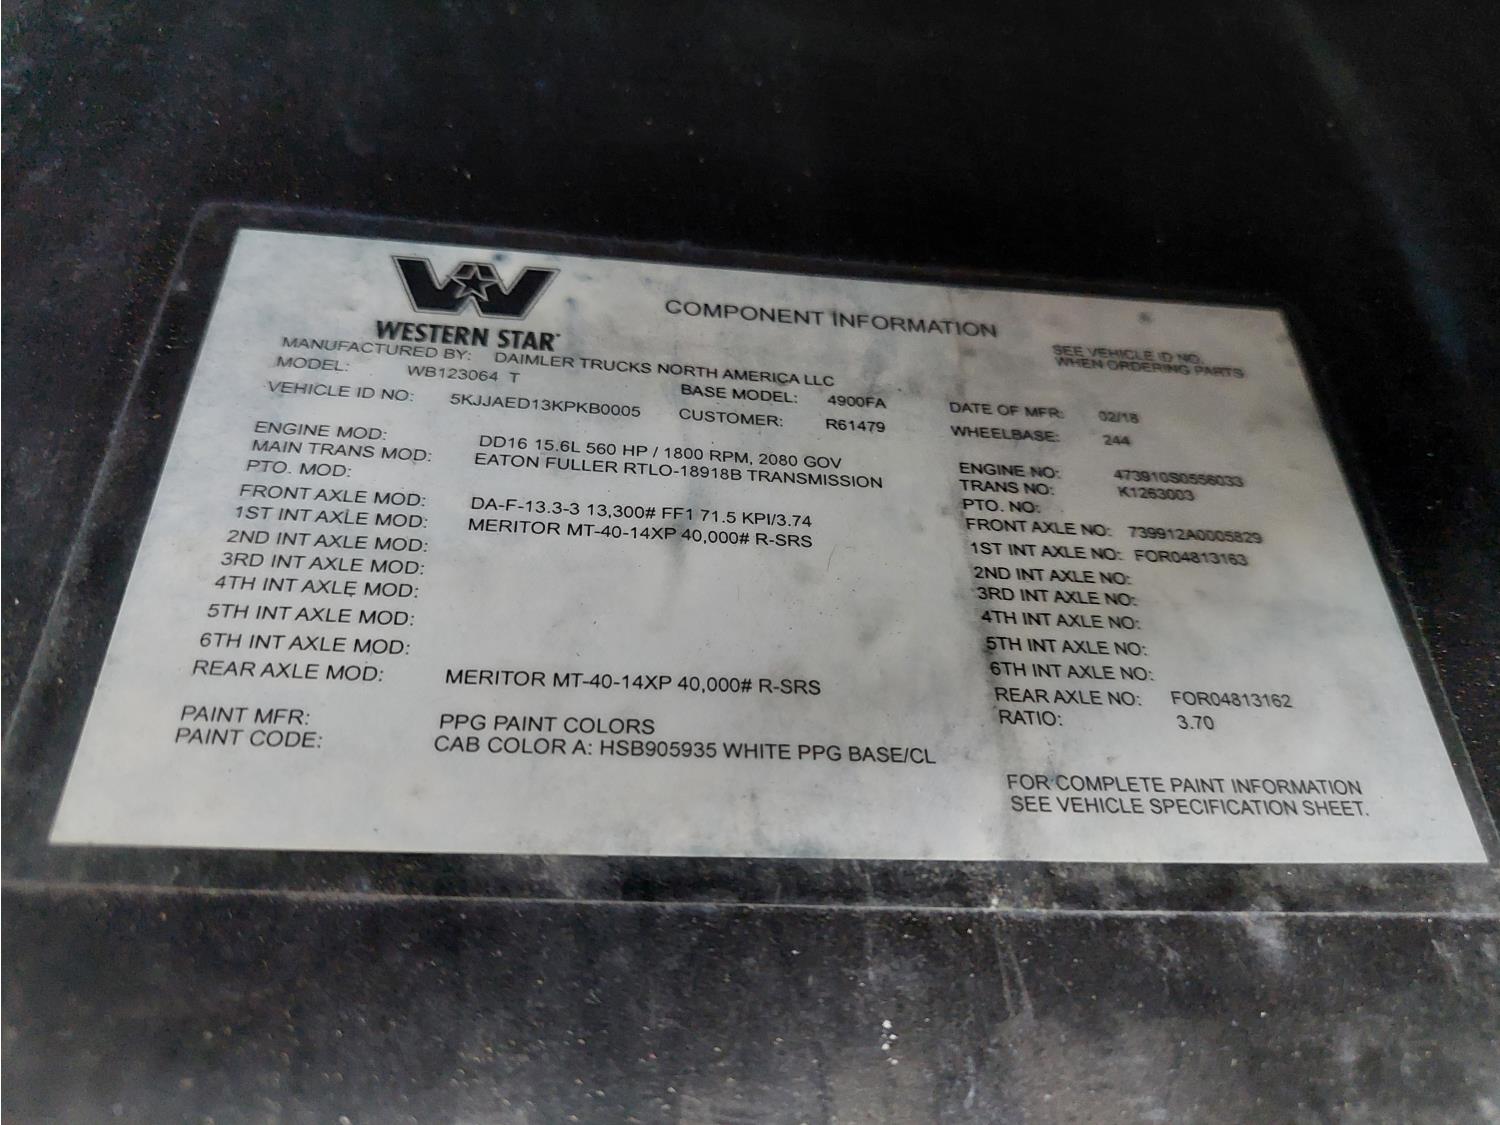 WESTERN STAR
COMPONENT INFORMATION
SEE VEHICLE ID NO.
WHEN ORDERING PARTS
MANUFACTURED BY: DAIMLER TRUCKS NORTH AMERICA LLC
MODEL: WB123064 T BASE MODEL: 4900FA DATE OF MFR: 02/18
VEHICLE ID NO: 5KJJAED13KPKB0005 CUSTOMER: R61479 WHEELBASE: 244
ENGINE MOD: DD16 15.6L 560 HP / 1800 RPM, 2080 GOV ENGINE NO: 473910S0556033
MAIN TRANS MOD: EATON FULLER RTLO-18918B TRANSMISSION TRANS NO: K1263003
PTO. MOD: PTO. NO:
FRONT AXLE MOD: DA-F-13.3-3 13,300# FF1 71.5 KPI/3.74 FRONT AXLE NO: 739912A0005829
1ST INT AXLE MOD: MERITOR MT-40-14XP 40,000# R-SRS 1ST INT AXLE NO: FOR04813163
2ND INT AXLE MOD: 2ND INT AXLE NO:
3RD INT AXLE MOD: 3RD INT AXLE NO:
4TH INT AXLE MOD: 4TH INT AXLE NO:
5TH INT AXLE MOD: 5TH INT AXLE NO:
6TH INT AXLE MOD: 6TH INT AXLE NO:
REAR AXLE MOD: MERITOR MT-40-14XP 40,000# R-SRS REAR AXLE NO: FOR04813162
RATIO: 3.70
PAINT MFR: PPG PAINT COLORS
PAINT CODE: CAB COLOR A: HSB905935 WHITE PPG BASE/CL
FOR COMPLETE PAINT INFORMATION
SEE VEHICLE SPECIFICATION SHEET.